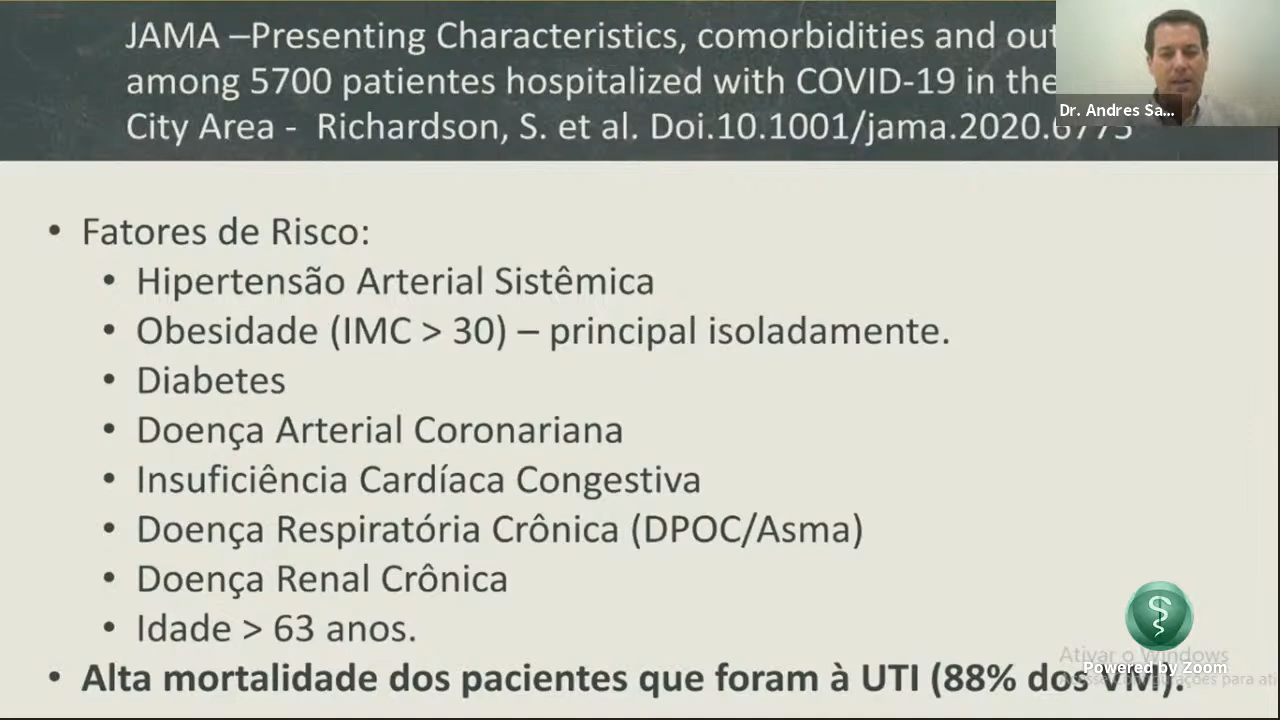 JAMA –Presenting Characteristics, comorbidities and out
among 5700 patientes hospitalized with COVID-19 in the
City Area - Richardson, S. et al. Doi.10.1001/jama.2020.6775
Dr. Andres Sa...
• Fatores de Risco:
• Hipertensão Arterial Sistêmica
• Obesidade (IMC > 30) – principal isoladamente.
• Diabetes
• Doença Arterial Coronariana
• Insuficiência Cardíaca Congestiva
• Doença Respiratória Crônica (DPOC/Asma)
• Doença Renal Crônica
• Idade > 63 anos.
Ativar o Windows
Powered by Zoom
• Alta mortalidade dos pacientes que foram à UTI (88% dos VM).
para ati